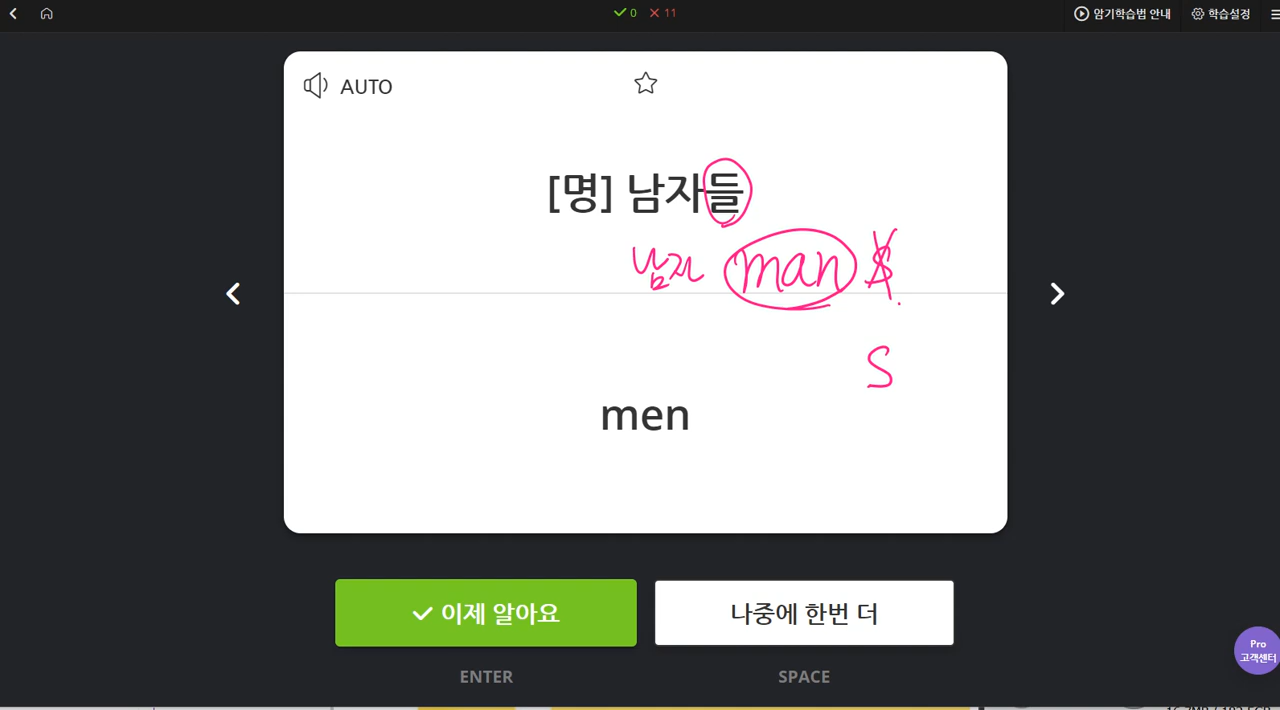 0 11 암기학습법 안내 학습설정
AUTO
[명] 남자들
남자 man s
s
men
이제 알아요 나중에 한번 더
ENTER SPACE
Pro
고객센터